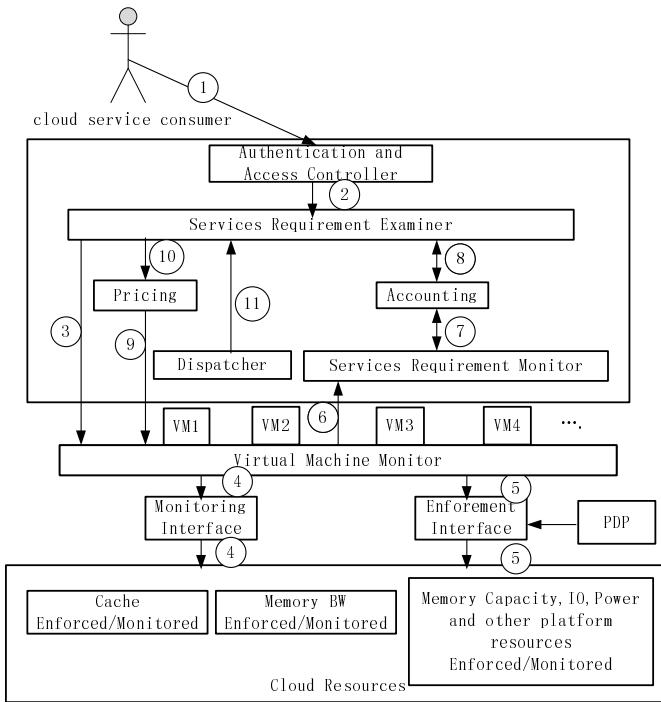 1
cloud service consumer
Authentication and
Access Controller
2
Services Requirement Examiner
10
8
Pricing
11
Accounting
3
9
7
Dispatcher
Services Requirement Monitor
6
VM1
VM2
VM3
VM4
....
Virtual Machine Monitor
4
5
Monitoring
Interface
Enforement
Interface
PDP
4
5
Cache
Enforced/Monitored
Memory BW
Enforced/Monitored
Memory Capacity,IO,Power
and other platform
resources
Enforced/Monitored
Cloud Resources